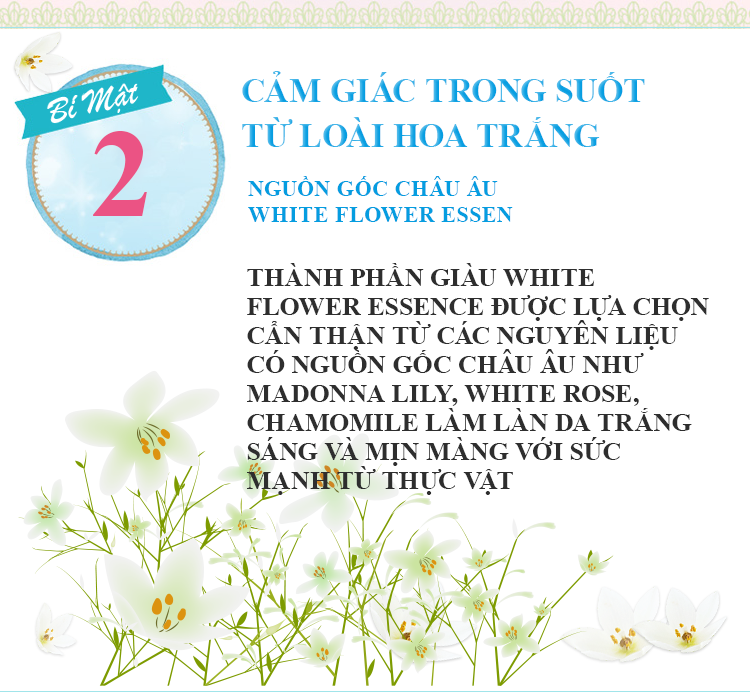 Bí Mật
2
CẢM GIÁC TRONG SUỐT
TỪ LOÀI HOA TRẮNG
NGUỒN GỐC CHÂU ÂU
WHITE FLOWER ESSEN
THÀNH PHẦN GIÀU WHITE
FLOWER ESSENCE ĐƯỢC LỰA CHỌN
CẨN THẬN TỪ CÁC NGUYÊN LIỆU
CÓ NGUỒN GỐC CHÂU ÂU NHƯ
MADONNA LILY, WHITE ROSE,
CHAMOMILE LÀM LÀN DA TRẮNG
SÁNG VÀ MỊN MÀNG VỚI SỨC
MẠNH TỪ THỰC VẬT